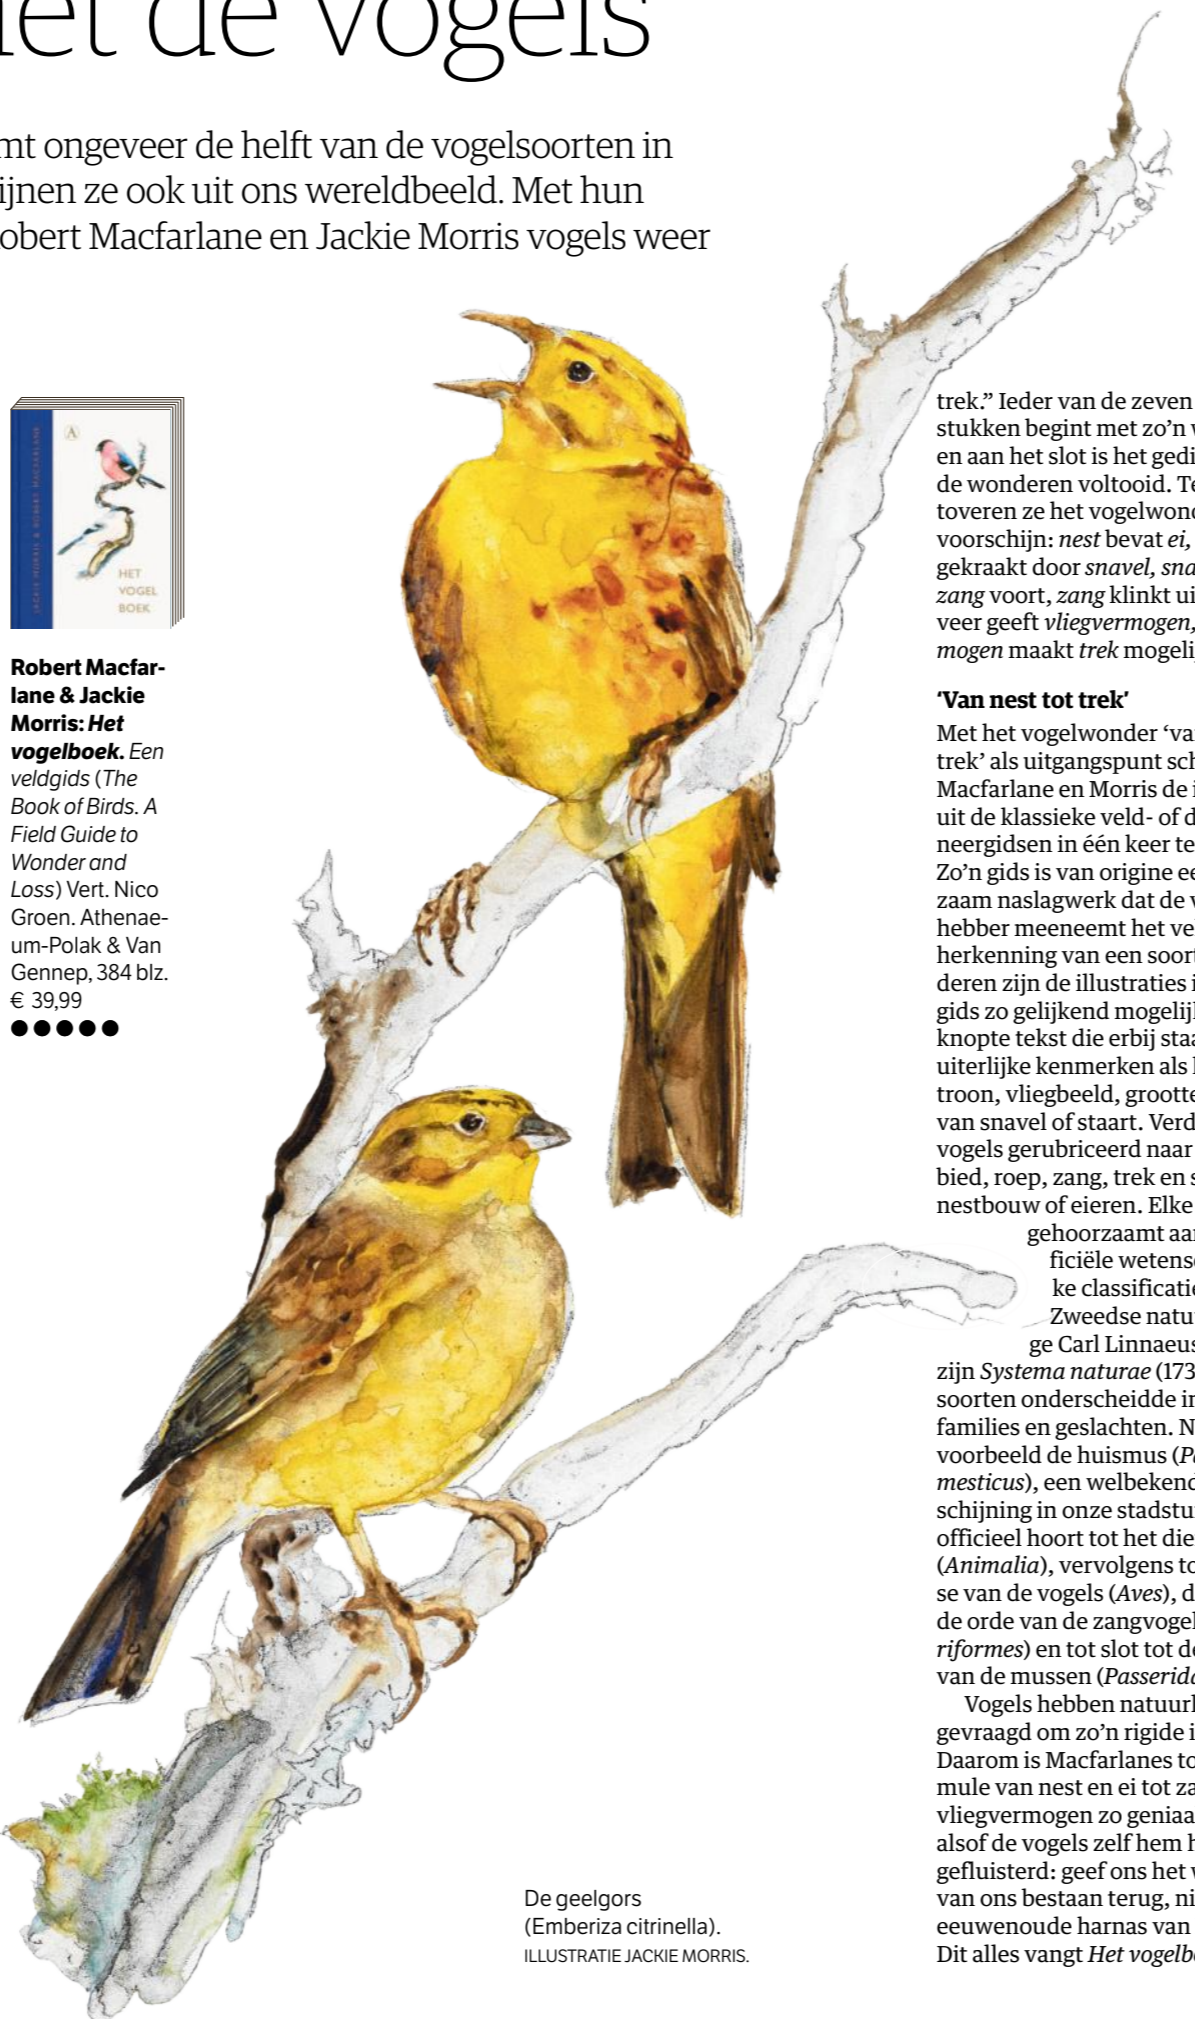 iet de vogels
mt ongeveer de helft van de vogelsoorten in
ijnen ze ook uit ons wereldbeeld. Met hun
obert Macfarlane en Jackie Morris vogels weer
JACKIE MORRIS & ROBERT MACFARLANE
A
HET
VOGEL
BOEK
Robert Macfar-
lane & Jackie
Morris: Het
vogelboek. Een
veldgids (The
Book of Birds. A
Field Guide to
Wonder and
Loss) Vert. Nico
Groen. Athenae-
um-Polak & Van
Gennep, 384 blz.
€ 39,99
●●●●●
De geelgors
(Emberiza citrinella).
ILLUSTRATIE JACKIE MORRIS.
trek.” Ieder van de zeven
stukken begint met zo’n w
en aan het slot is het gedi
de wonderen voltooid. Te
toveren ze het vogelwond
voorschijn: nest bevat ei,
gekraakt door snavel, sna
zang voort, zang klinkt ui
veer geeft vliegvermogen,
mogen maakt trek mogelij
‘Van nest tot trek’
Met het vogelwonder ‘van
trek’ als uitgangspunt sch
Macfarlane en Morris de i
uit de klassieke veld- of d
neergidsen in één keer te
Zo’n gids is van origine ee
zaam naslagwerk dat de v
hebber meeneemt het vel
herkenning van een soort
deren zijn de illustraties i
gids zo gelijkend mogelijk
knopte tekst die erbij staa
uiterlijke kenmerken als k
troon, vliegbeeld, grootte
van snavel of staart. Verd
vogels gerubriceerd naar
bied, roep, zang, trek en s
nestbouw of eieren. Elke
gehoorzaamt aan
ficiële wetensc
ke classificatie
Zweedse natu
ge Carl Linnaeus
zijn Systema naturae (173
soorten onderscheidde in
families en geslachten. N
voorbeeld de huismus (Pa
mesticus), een welbekend
schijning in onze stadstui
officieel hoort tot het die
(Animalia), vervolgens to
se van de vogels (Aves), d
de orde van de zangvogel
riformes) en tot slot tot de
van de mussen (Passerida
Vogels hebben natuurl
gevraagd om zo’n rigide i
Daarom is Macfarlanes to
mule van nest en ei tot za
vliegvermogen zo geniaa
alsof de vogels zelf hem h
gefluisterd: geef ons het w
van ons bestaan terug, ni
eeuwenoude harnas van
Dit alles vangt Het vogelbo